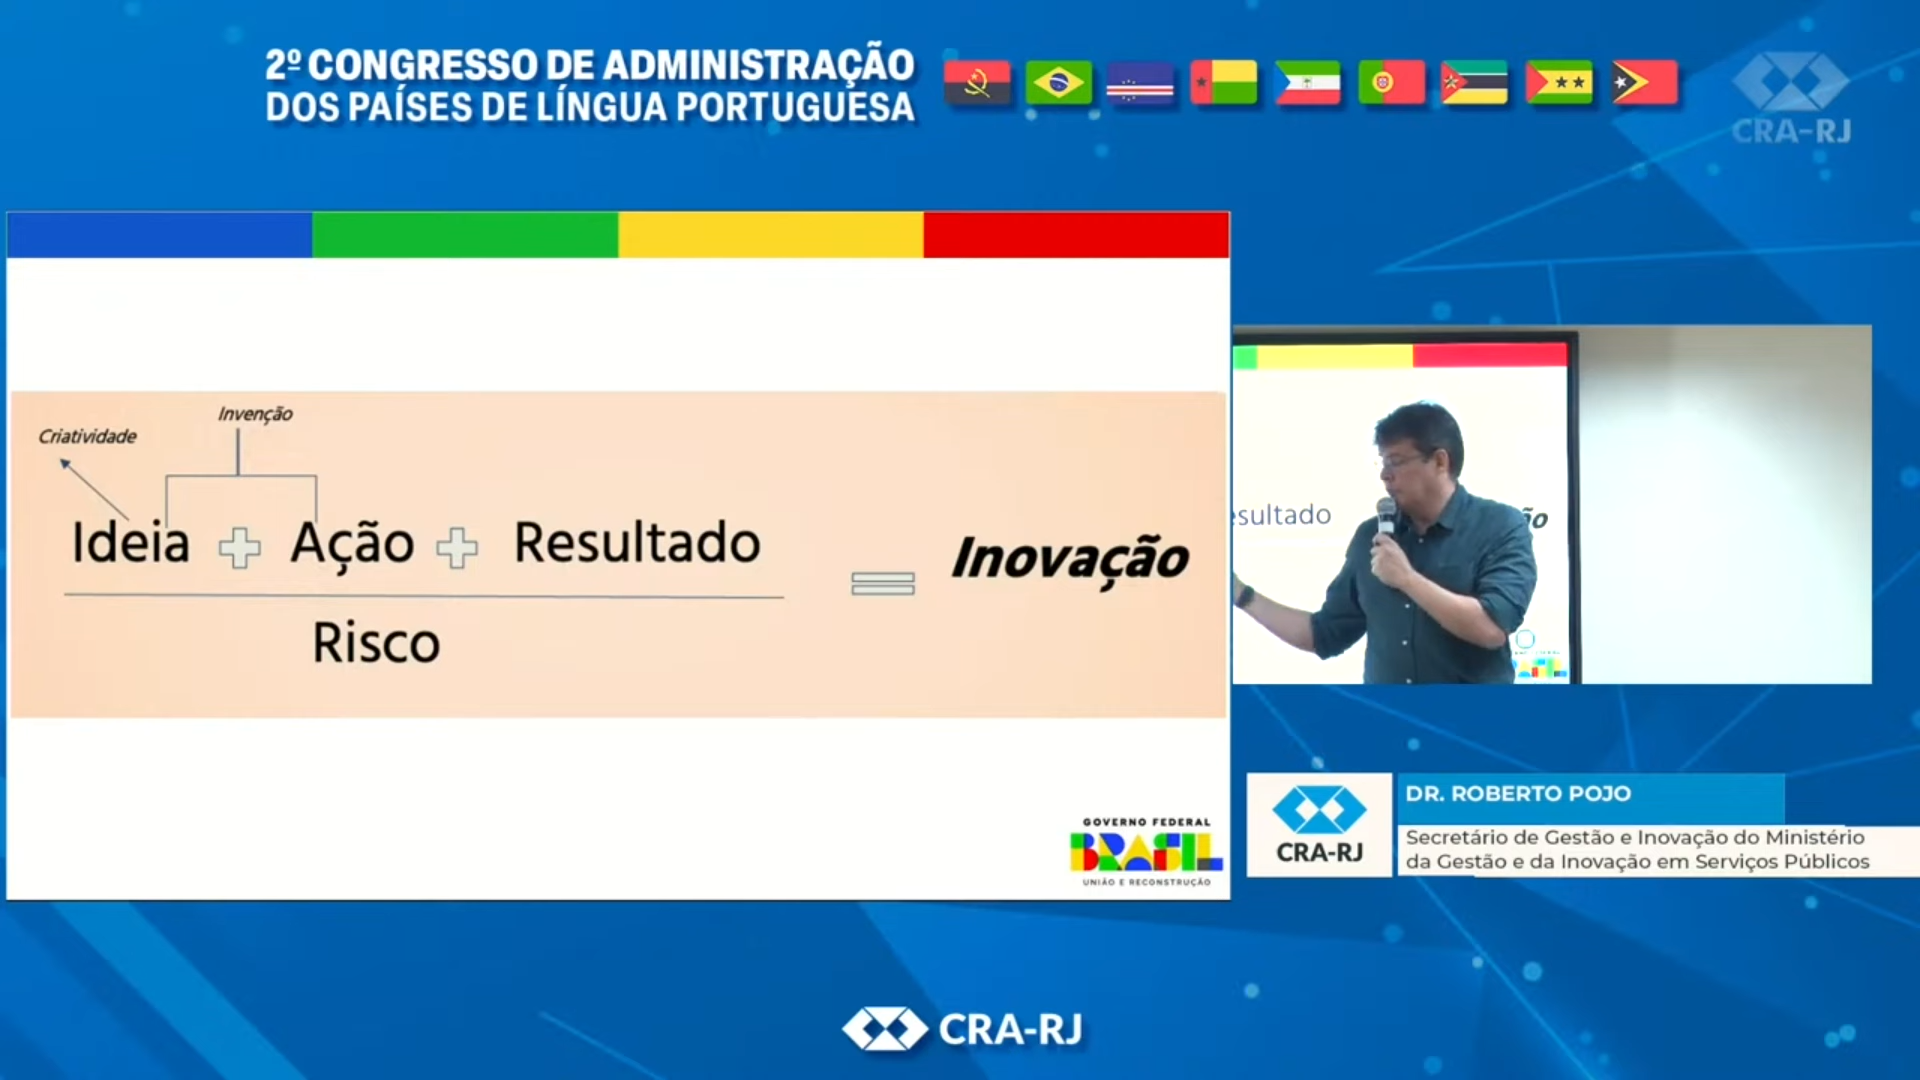 2º CONGRESSO DE ADMINISTRAÇÃO
DOS PAÍSES DE LÍNGUA PORTUGUESA
CRA-RJ
Criatividade
Invenção
Ideia + Ação + Resultado
Risco
= Inovação
GOVERNO FEDERAL
BRASIL
UNIÃO E RECONSTRUÇÃO
esultado
ão
CRA-RJ
DR. ROBERTO POJO
Secretário de Gestão e Inovação do Ministério
da Gestão e da Inovação em Serviços Públicos
CRA-RJ